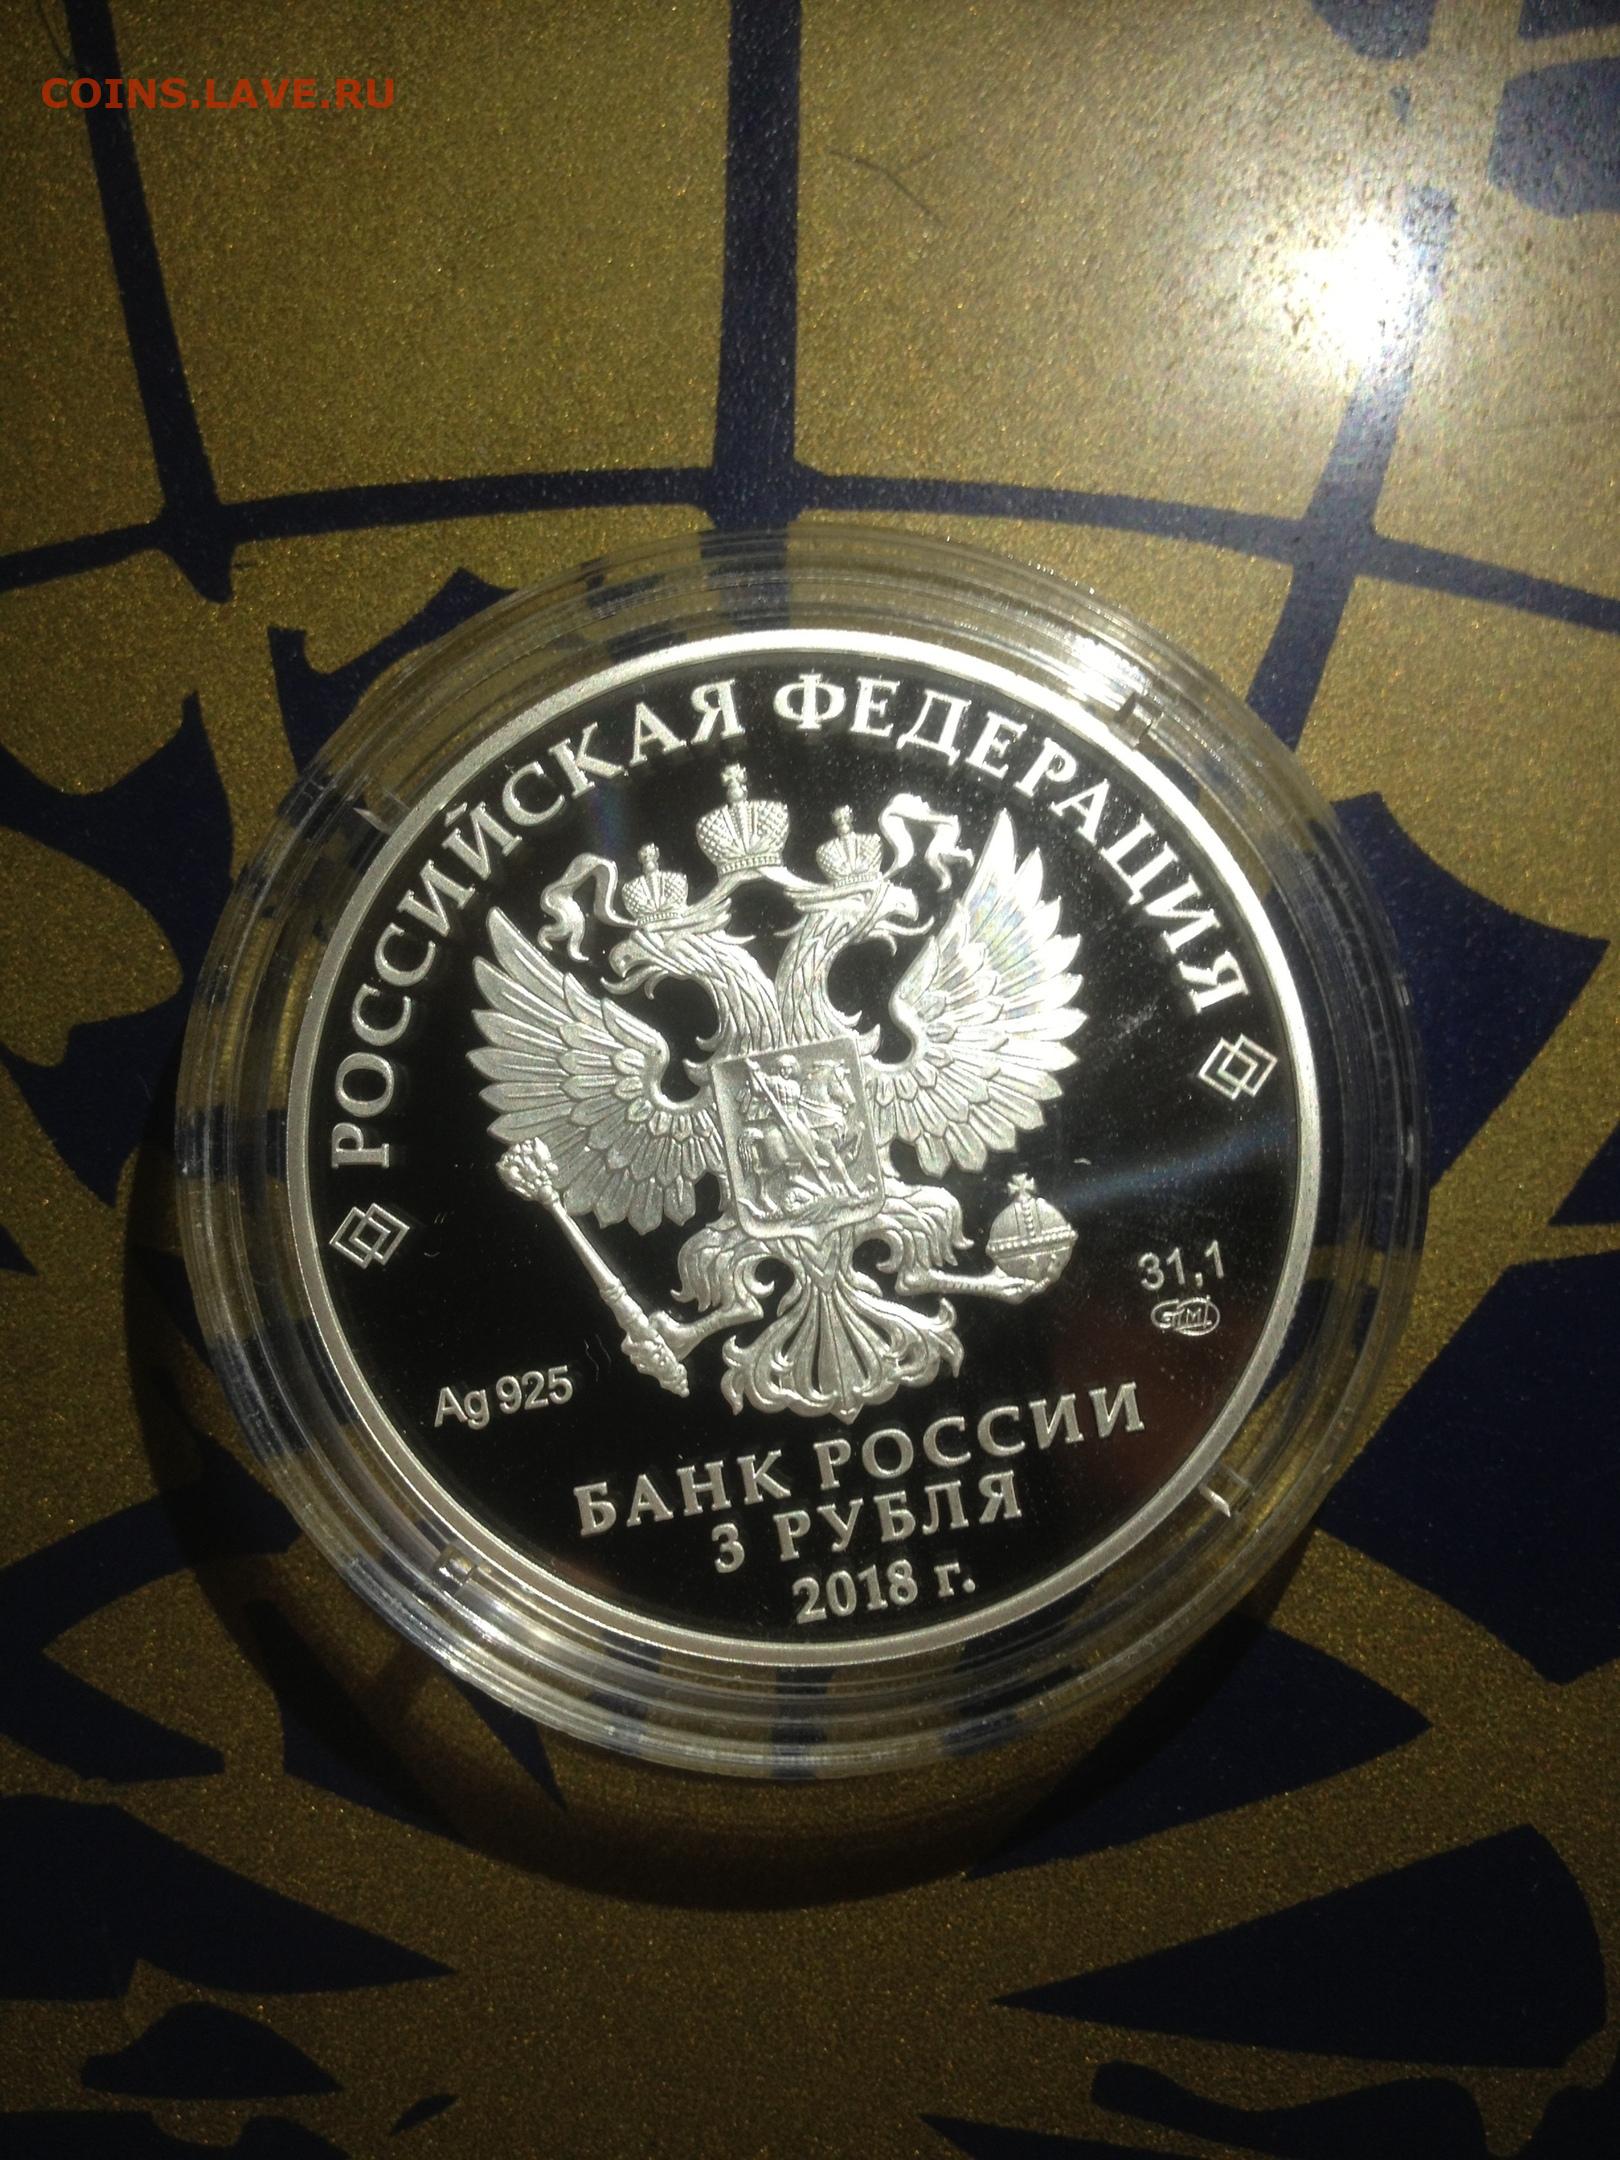 COINS.LAVE.RU
РОССИЙСКАЯ ФЕДЕРАЦИЯ
31,1
Ag 925
БАНК РОССИИ
3 РУБЛЯ
2018 г.